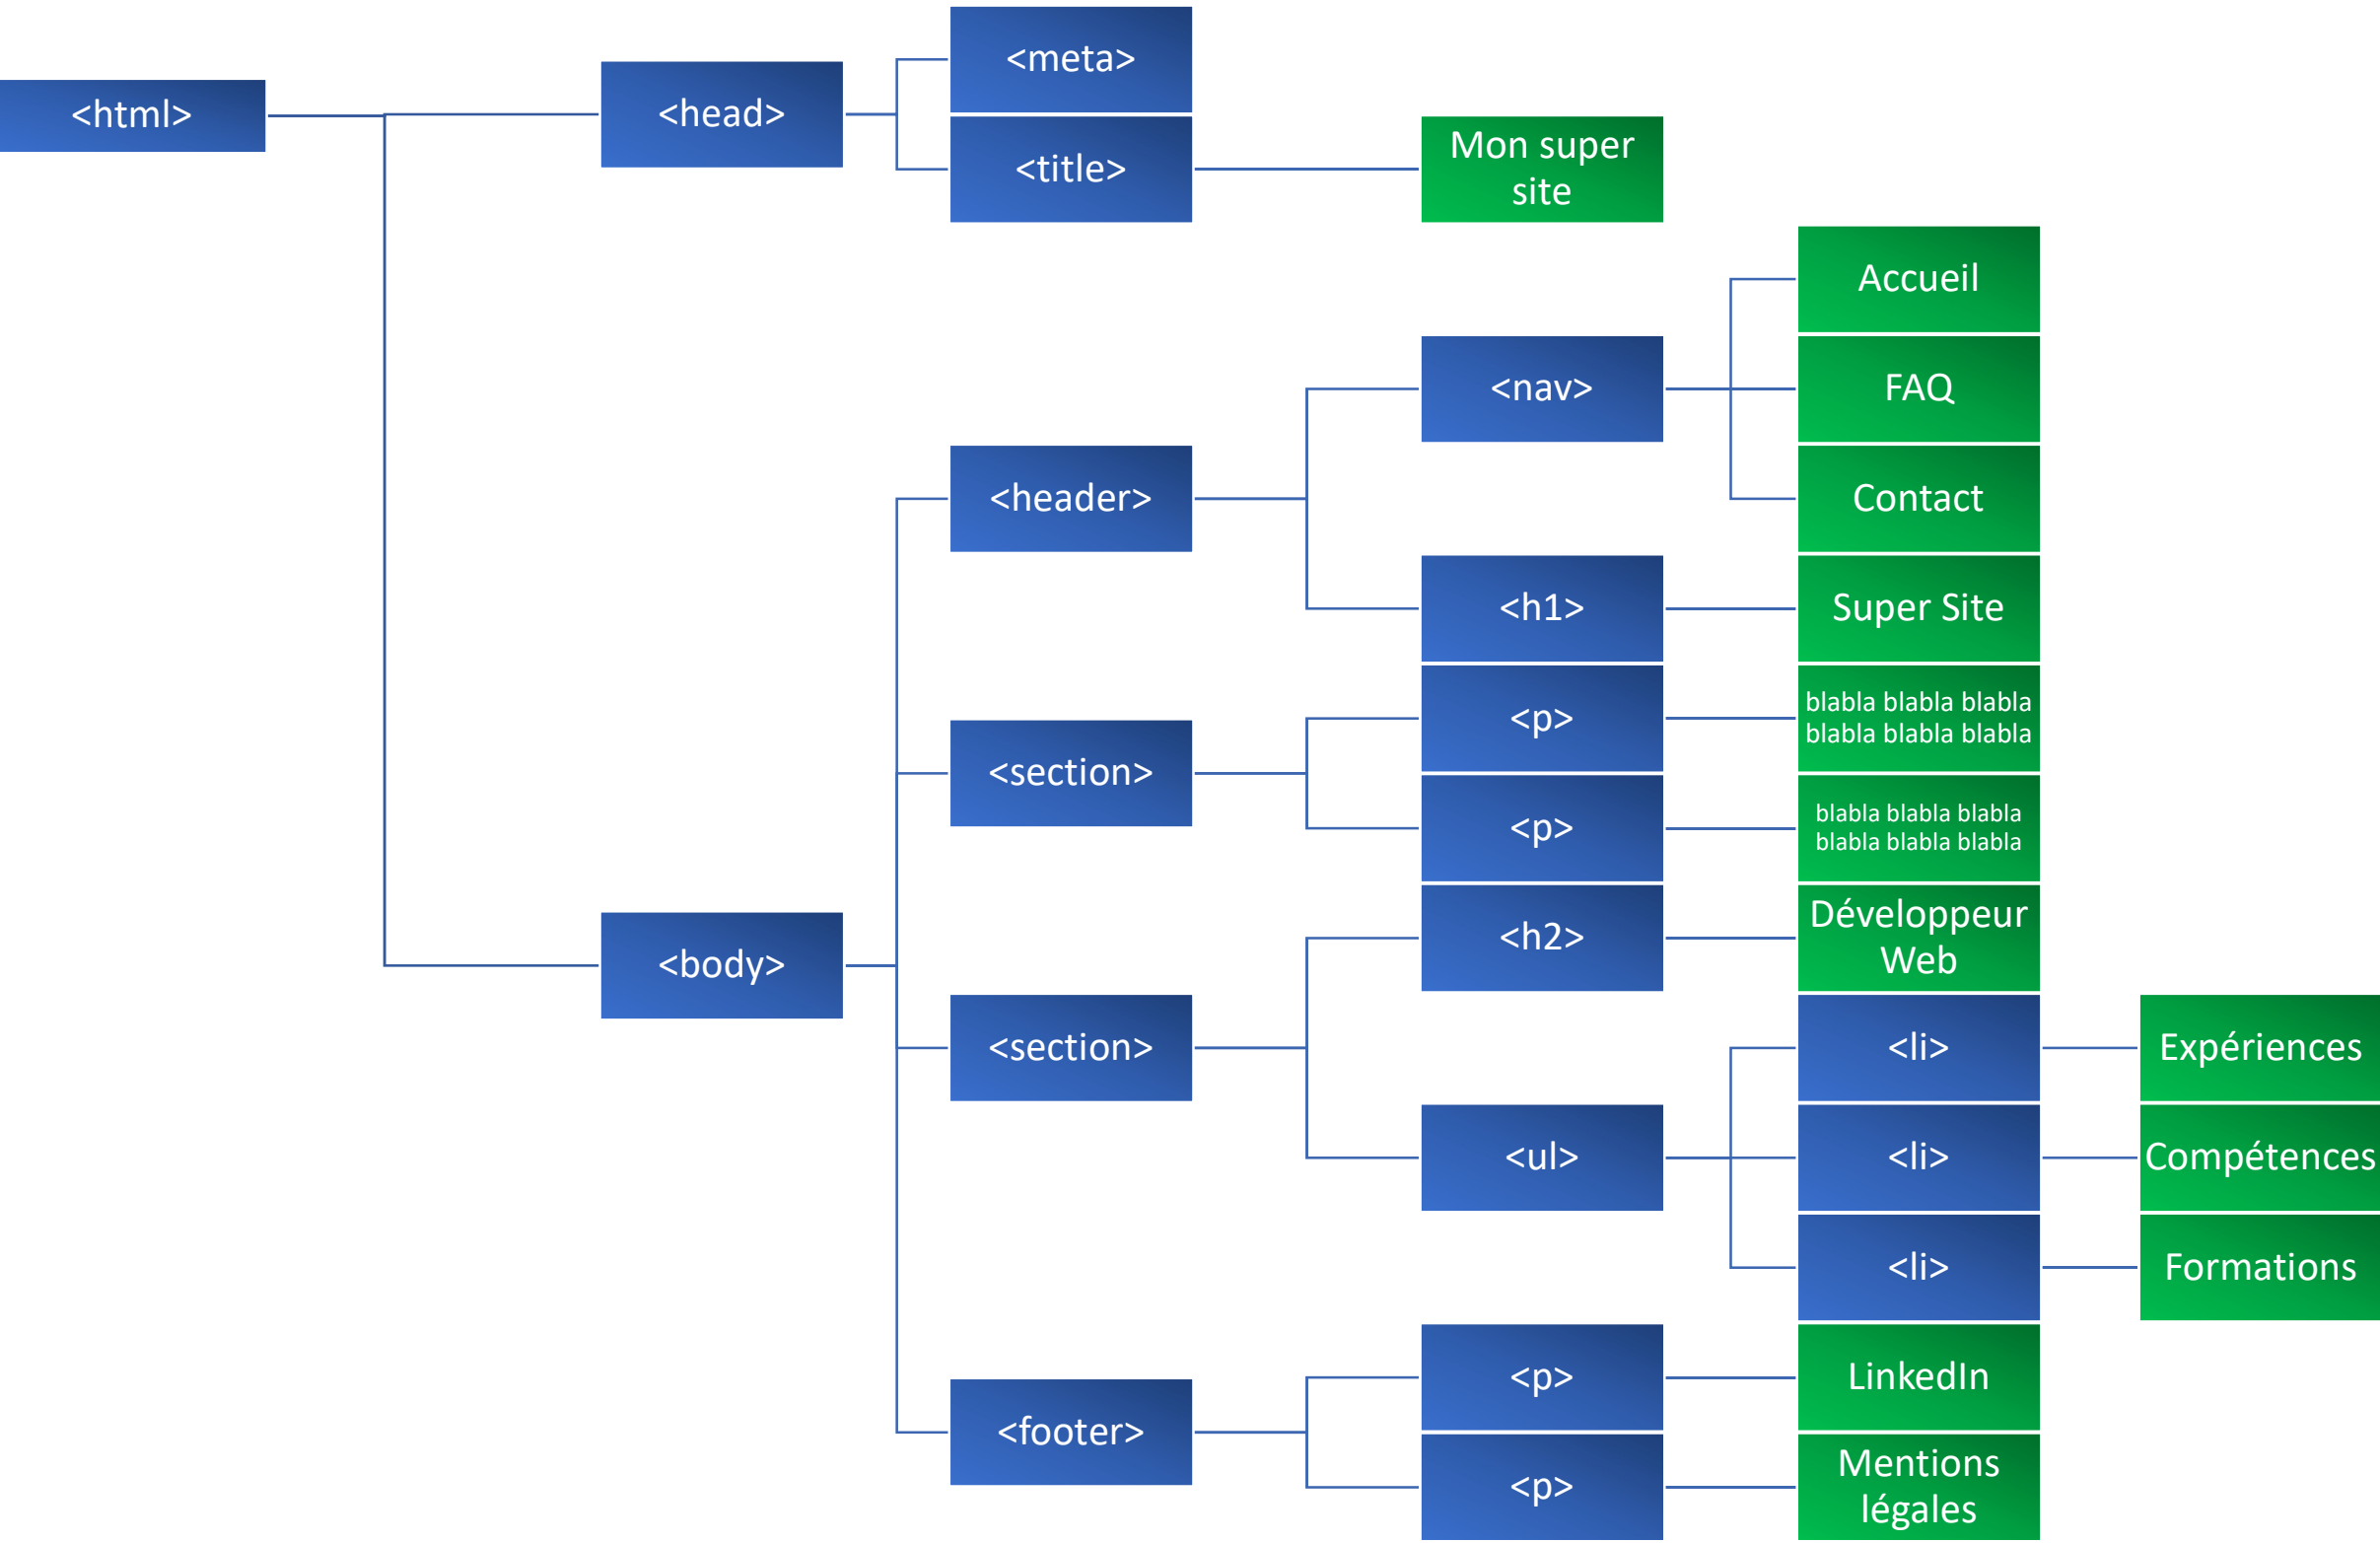 <html>
<head>
<meta>
<title>
Mon super
site
<body>
<header>
<nav>
Accueil
FAQ
Contact
<h1>
Super Site
<section>
<p>
blabla blabla blabla
blabla blabla blabla
<p>
blabla blabla blabla
blabla blabla blabla
<section>
<h2>
Développeur
Web
<ul>
<li>
Expériences
<li>
Compétences
<li>
Formations
<footer>
<p>
LinkedIn
<p>
Mentions
légales